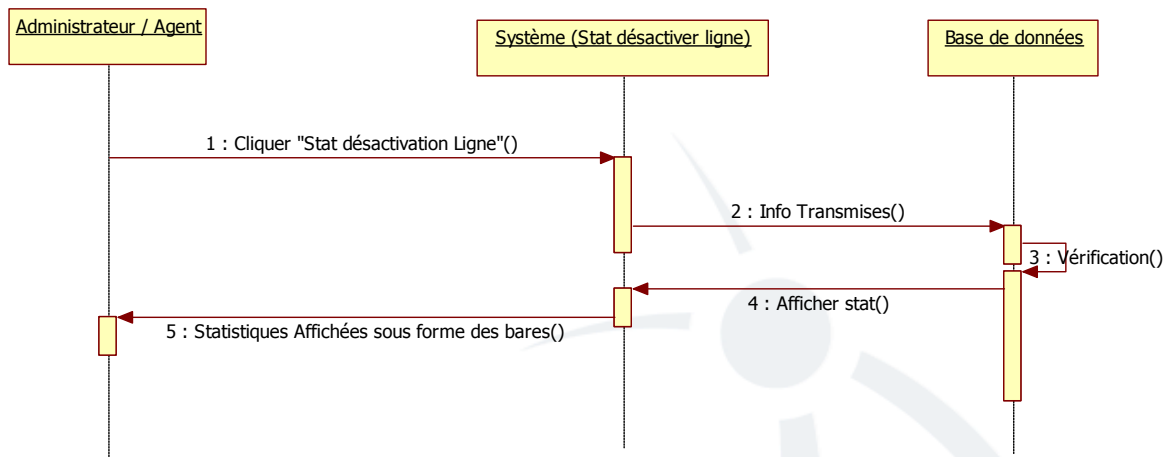 Administrateur / Agent
Système (Stat désactiver ligne)
Base de données
1 : Cliquer "Stat désactivation Ligne"()
2 : Info Transmises()
3 : Vérification()
4 : Afficher stat()
5 : Statistiques Affichées sous forme des bares()